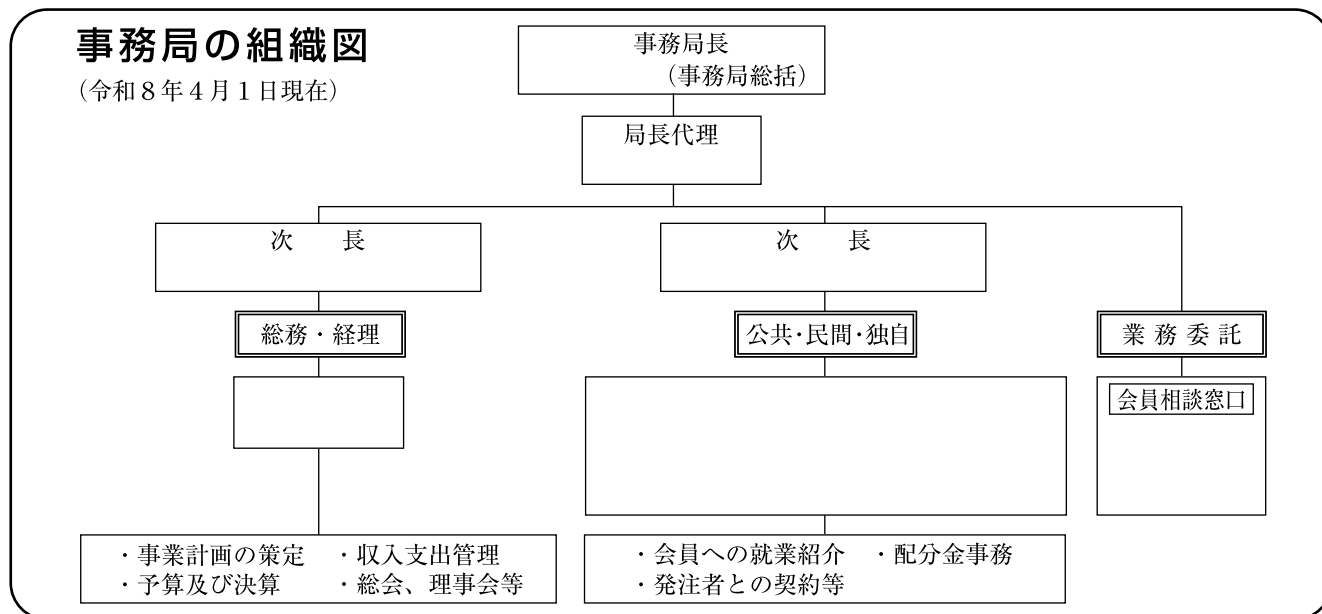 事務局の組織図
（令和８年４月１日現在）
事務局長
（事務局総括）
局長代理
次　長
次　長
総務・経理
公共・民間・独自
業務委託
会員相談窓口
・事業計画の策定　・収入支出管理
・予算及び決算　・総会、理事会等
・会員への就業紹介　・配分金事務
・発注者との契約等